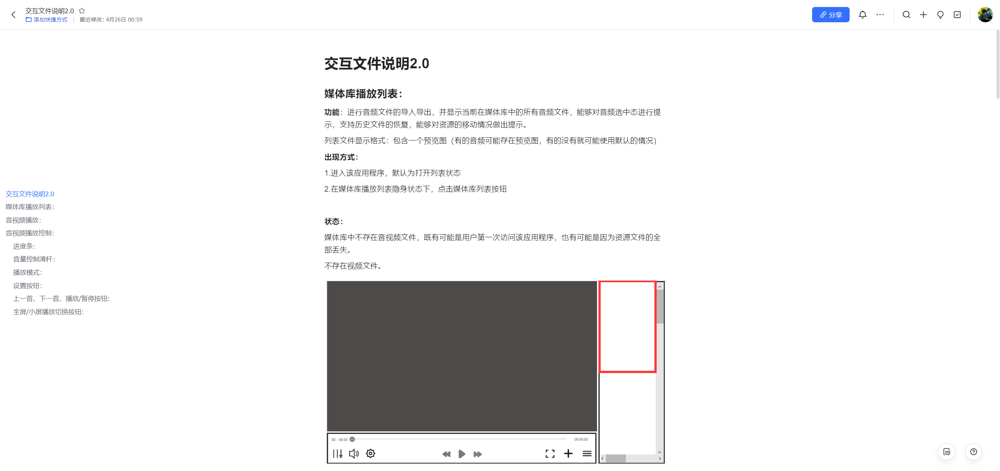 交互文件说明2.0
添加快捷方式
最近修改: 4月26日 00:59
分享
交互文件说明2.0
媒体库播放列表：
功能：进行音频文件的导入导出，并显示当前在媒体库中的所有音频文件，能够对音频选中态进行提
示，支持历史文件的恢复，能够对资源的移动情况做出提示。
列表文件显示格式：包含一个预览图（有的音频可能存在预览图，有的没有就可能使用默认的情况）
出现方式：
1.进入该应用程序，默认为打开列表状态
2.在媒体库播放列表隐身状态下，点击媒体库列表按钮
状态：
媒体库中不存在音视频文件，既有可能是用户第一次访问该应用程序，也有可能是因为资源文件的全
部丢失。
不存在视频文件。
00: 00:00
00:00:00
交互文件说明2.0
媒体库播放列表：
音视频播放：
音视频播放控制：
进度条：
音量控制滑杆：
播放模式：
设置按钮：
上一首、下一首、播放/暂停按钮：
全屏/小屏播放切换按钮：